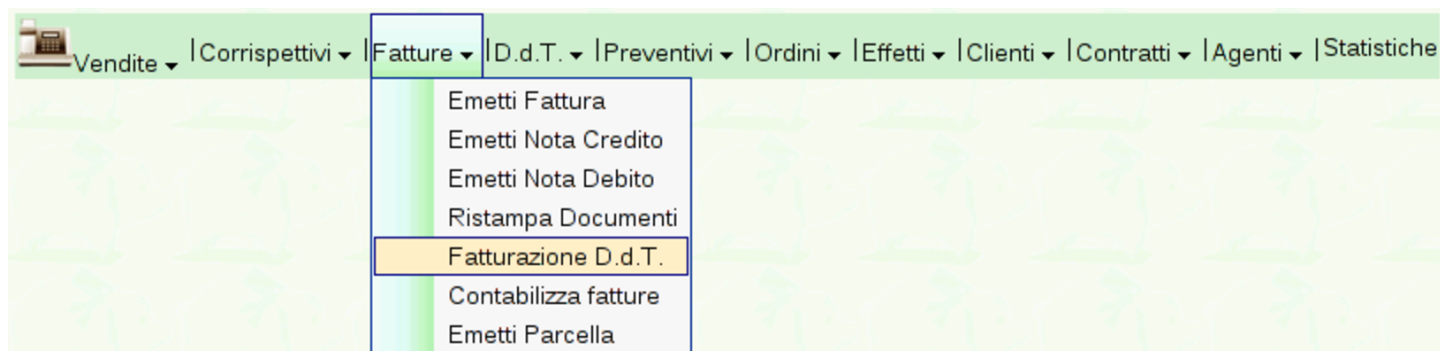 Vendite |Corrispettivi |Fatture |D.d.T. |Preventivi |Ordini |Effetti |Clienti |Contratti |Agenti |Statistiche
Emetti Fattura
Emetti Nota Credito
Emetti Nota Debito
Ristampa Documenti
Fatturazione D.d.T.
Contabilizza fatture
Emetti Parcella